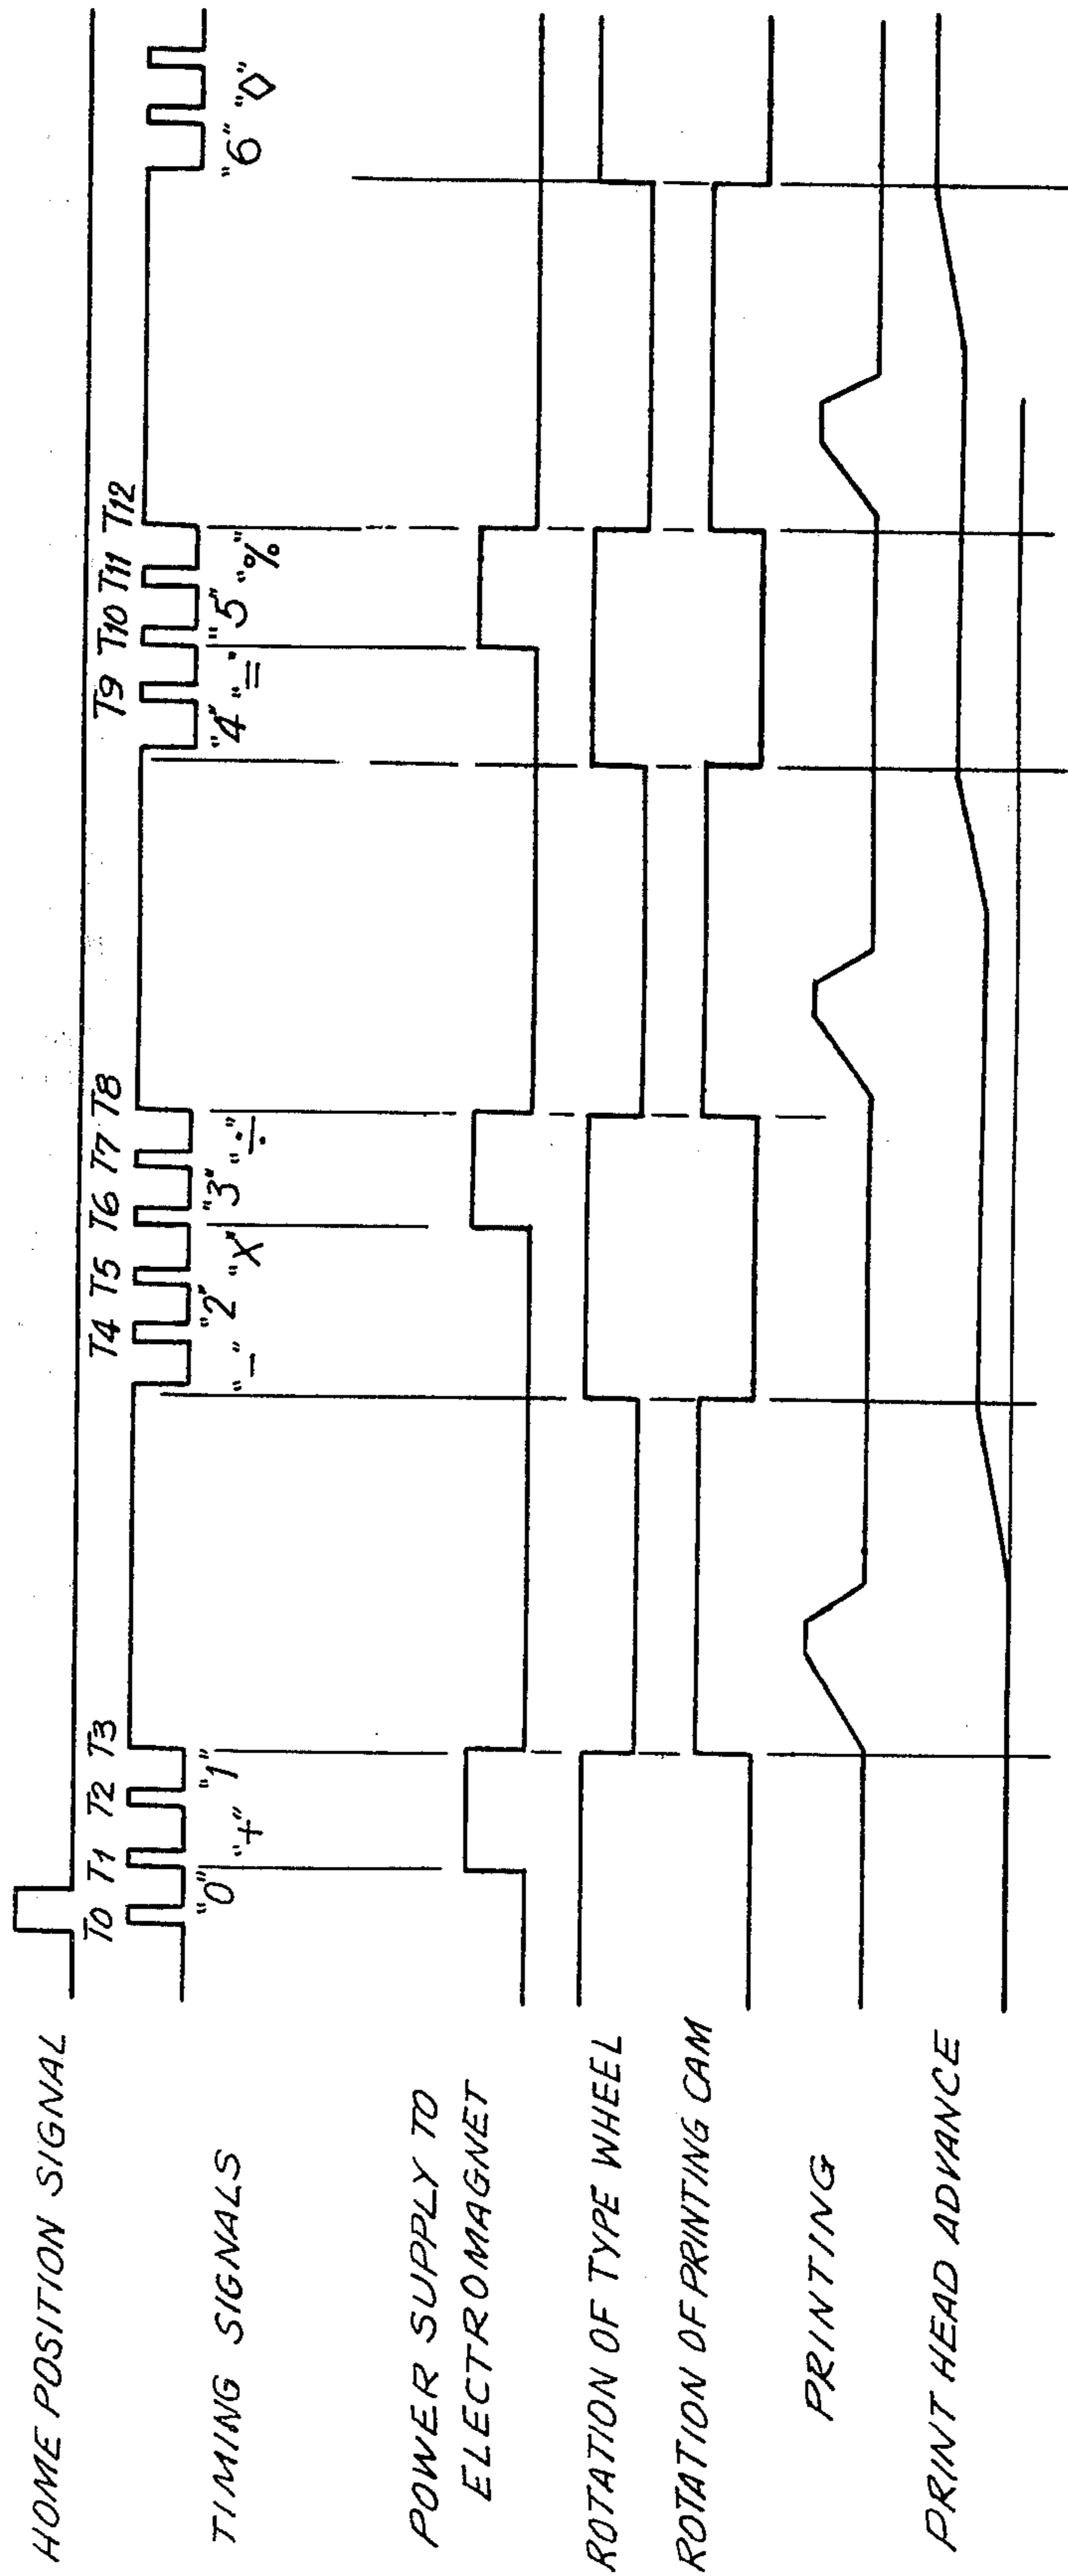 HOME POSITION SIGNAL
T0 T1 T2 T3 T4 T5 T6 T7 T8 T9 T10 T11 T12
TIMING SIGNALS
"0" "+" "1" "—" "2" "X" "3" "÷" "4" "=" "5" "%" "6" "◇"
POWER SUPPLY TO
ELECTROMAGNET
ROTATION OF TYPE WHEEL
ROTATION OF PRINTING CAM
PRINTING
PRINT HEAD ADVANCE